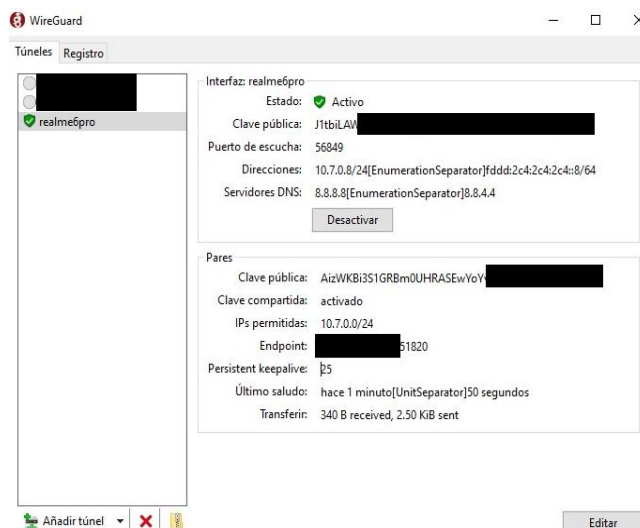 WireGuard
Túneles Registro
realme6pro
Interfaz: realme6pro
Estado: Activo
Clave pública: J1tbiLAW
Puerto de escucha: 56849
Direcciones: 10.7.0.8/24[EnumerationSeparator]fddd:2c4:2c4:2c4::8/64
Servidores DNS: 8.8.8.8[EnumerationSeparator]8.8.4.4
Desactivar
Pares
Clave pública: AizWKBi3S1GRBm0UHRASEwYoY
Clave compartida: activado
IPs permitidas: 10.7.0.0/24
Endpoint: 51820
Persistent keepalive: 25
Último saludo: hace 1 minuto[UnitSeparator]50 segundos
Transferir: 340 B received, 2.50 KiB sent
Añadir túnel
Editar